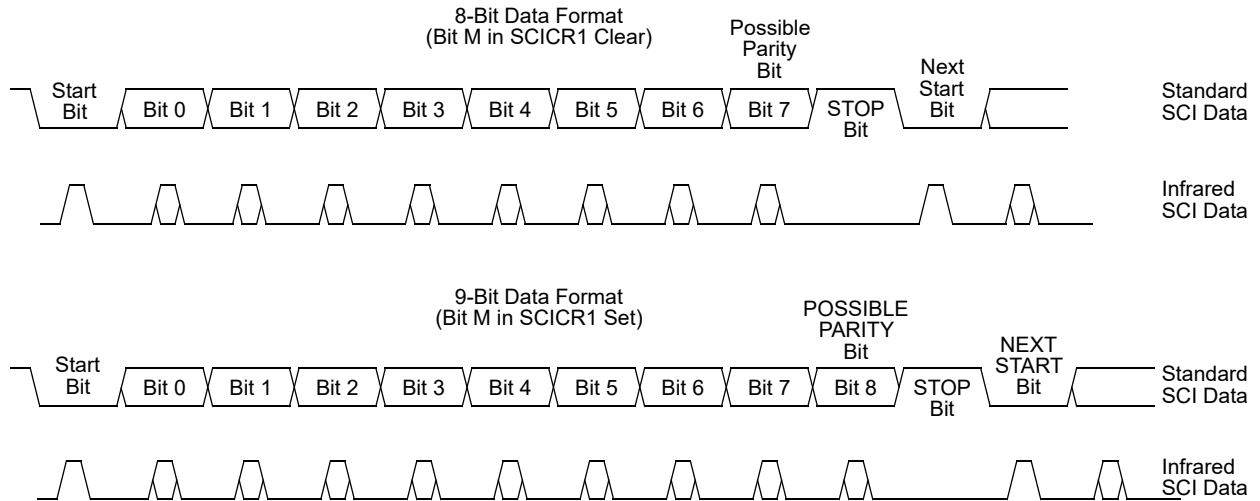 8-Bit Data Format
(Bit M in SCICR1 Clear)
Possible
Parity
Bit
Start
Bit
Bit 0 Bit 1 Bit 2 Bit 3 Bit 4 Bit 5 Bit 6 Bit 7
STOP
Bit
Next
Start
Bit
Standard
SCI Data
Infrared
SCI Data
9-Bit Data Format
(Bit M in SCICR1 Set)
POSSIBLE
PARITY
Bit
Start
Bit
Bit 0 Bit 1 Bit 2 Bit 3 Bit 4 Bit 5 Bit 6 Bit 7 Bit 8
STOP
Bit
NEXT
START
Bit
Standard
SCI Data
Infrared
SCI Data